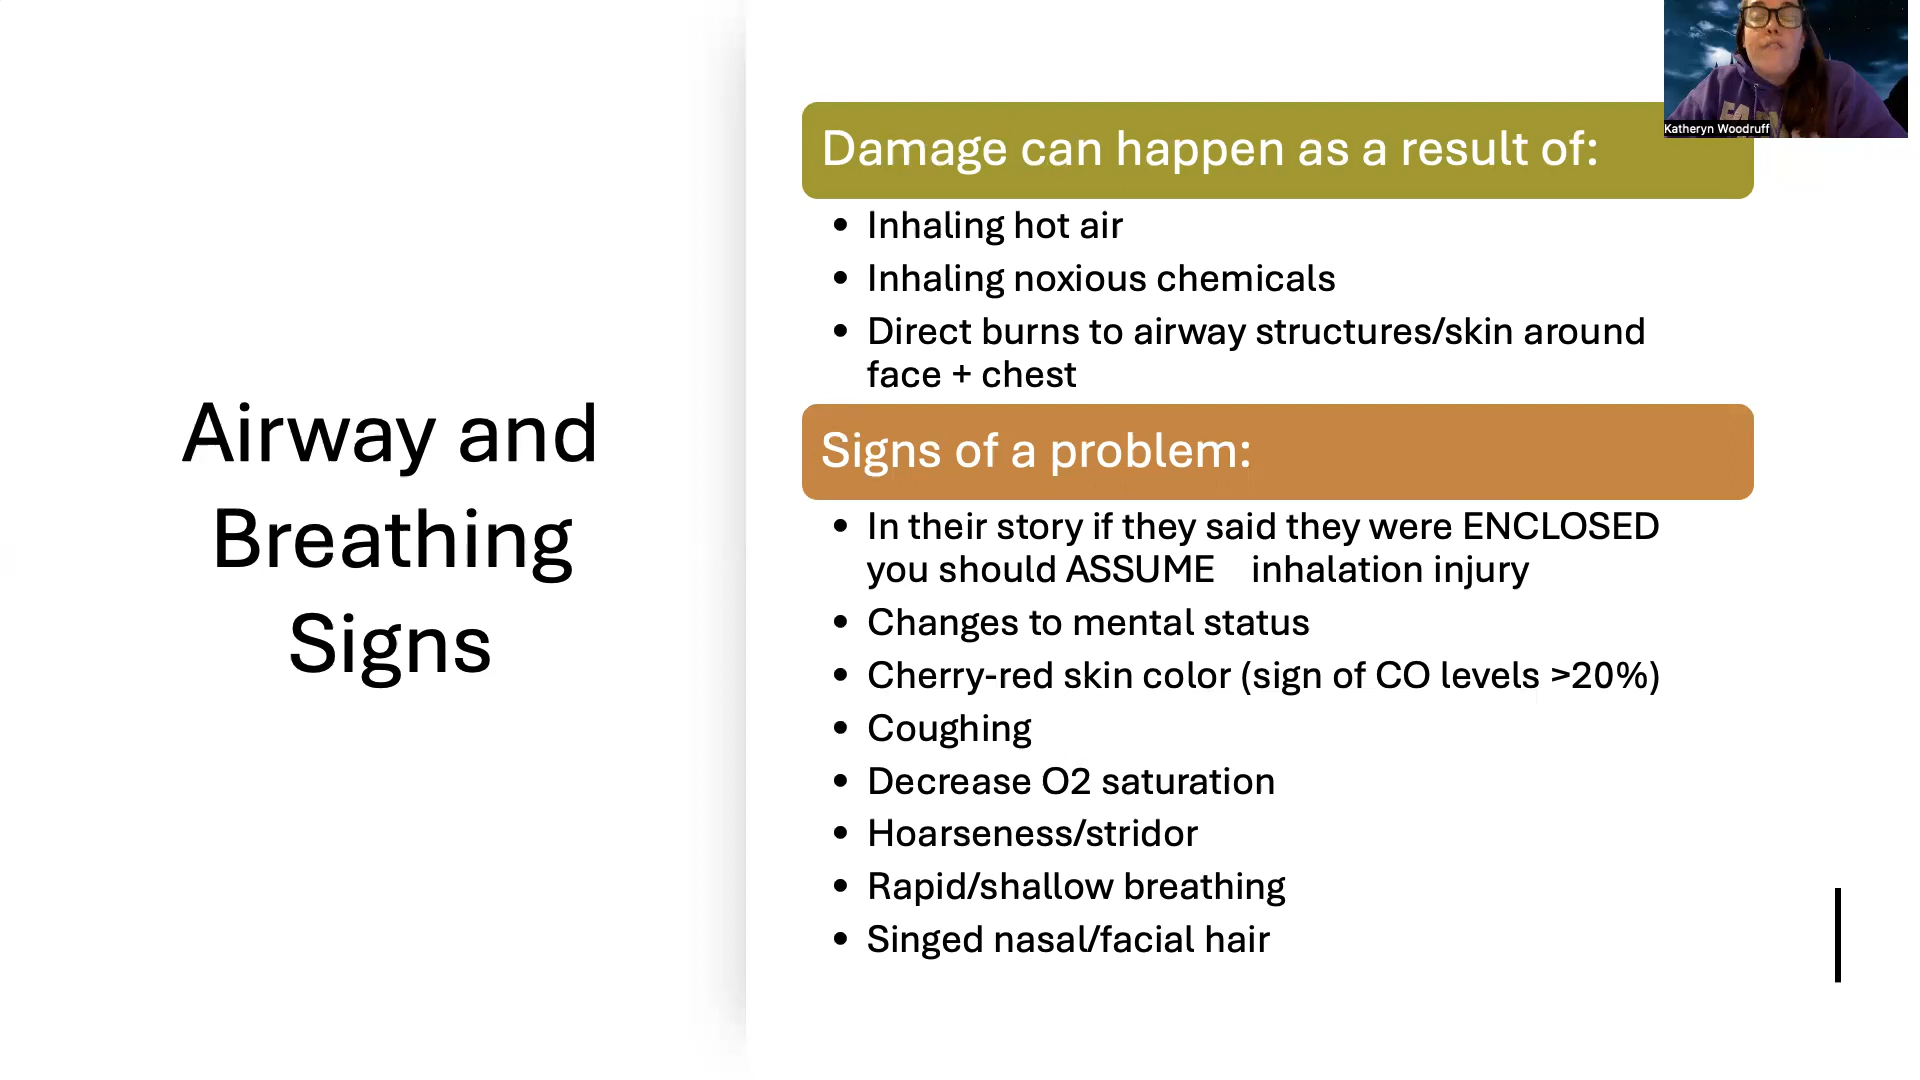 Airway and
Breathing
Signs
Damage can happen as a result of:
• Inhaling hot air
• Inhaling noxious chemicals
• Direct burns to airway structures/skin around
face + chest
Signs of a problem:
• In their story if they said they were ENCLOSED
you should ASSUME inhalation injury
• Changes to mental status
• Cherry-red skin color (sign of CO levels >20%)
• Coughing
• Decrease O2 saturation
• Hoarseness/stridor
• Rapid/shallow breathing
• Singed nasal/facial hair
Katheryn Woodruff